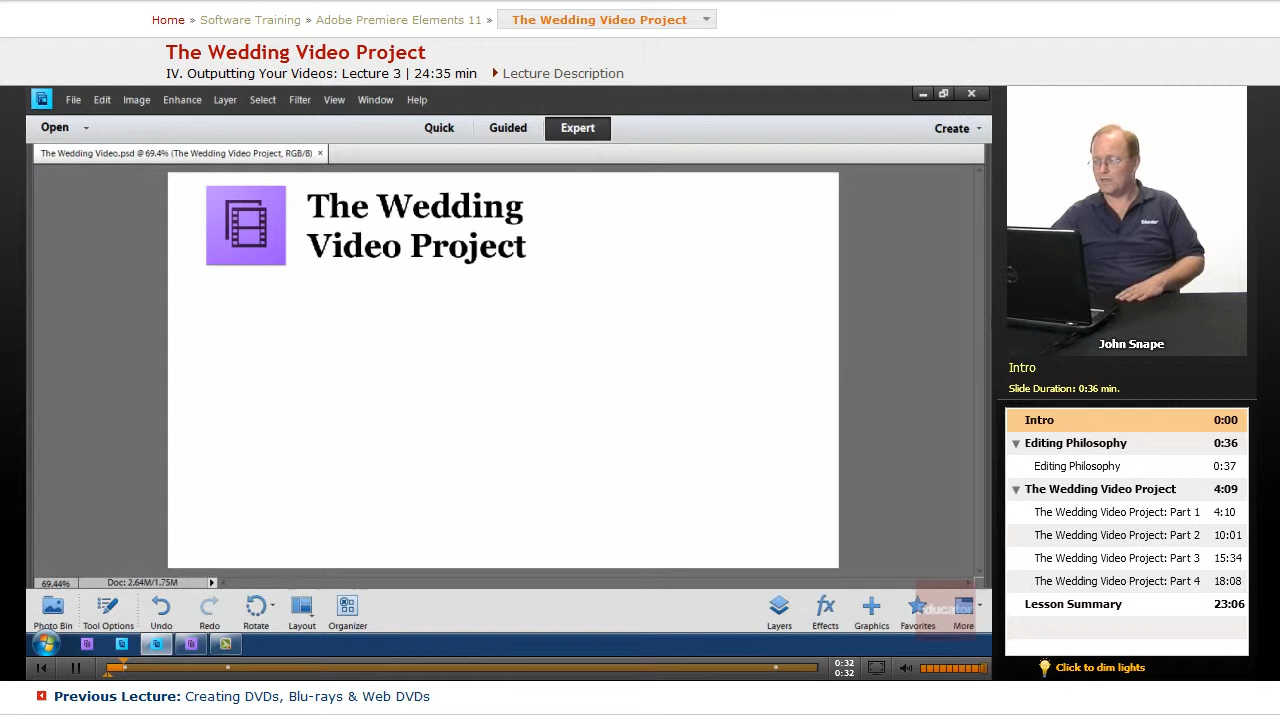 Home » Software Training » Adobe Premiere Elements 11 » The Wedding Video Project
The Wedding Video Project
IV. Outputting Your Videos: Lecture 3 | 24:35 min Lecture Description
File Edit Image Enhance Layer Select Filter View Window Help
Open Quick Guided Expert Create
The Wedding Video.psd @ 69.4% (The Wedding Video Project, RGB/8) ×
The Wedding
Video Project
69.44% Doc: 2.64M/1.75M
Photo Bin Tool Options Undo Redo Rotate Layout Organizer Layers Effects Graphics Favorites More
educator
0:32
0:32
Educator
John Snape
Intro
Slide Duration: 0:36 min.
Intro 0:00
Editing Philosophy 0:36
Editing Philosophy 0:37
The Wedding Video Project 4:09
The Wedding Video Project: Part 1 4:10
The Wedding Video Project: Part 2 10:01
The Wedding Video Project: Part 3 15:34
The Wedding Video Project: Part 4 18:08
Lesson Summary 23:06
Click to dim lights
Previous Lecture: Creating DVDs, Blu-rays & Web DVDs